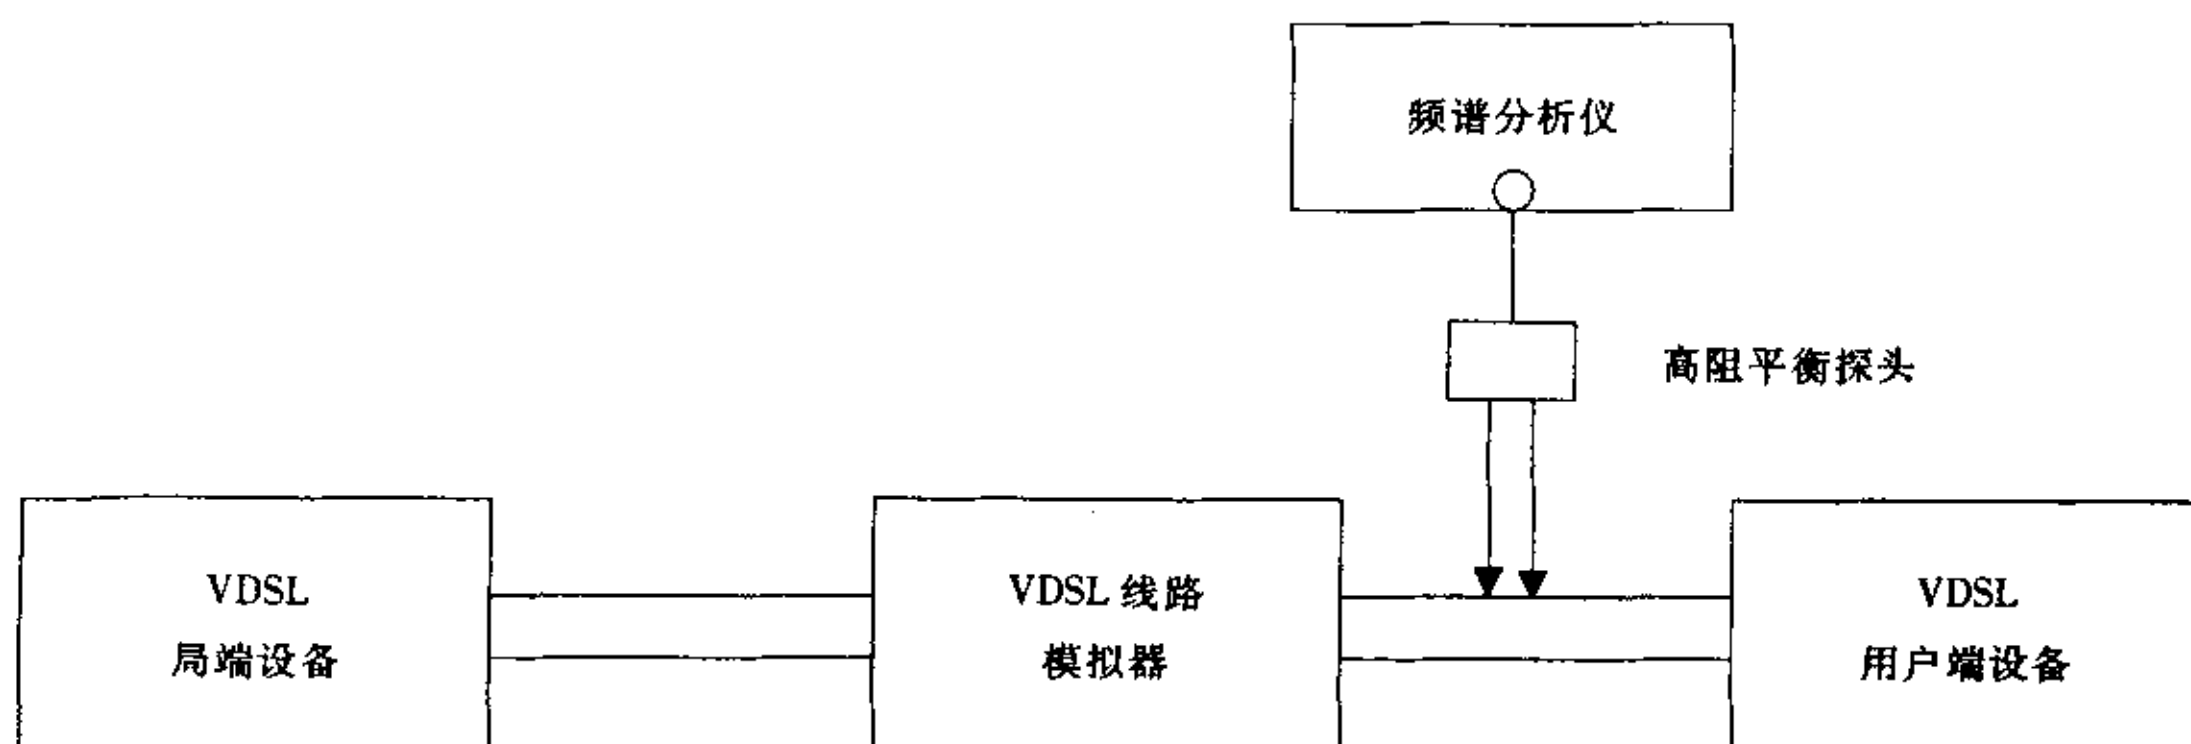 频谱分析仪
高阻平衡探头
VDSL
局端设备
VDSL 线路
模拟器
VDSL
用户端设备